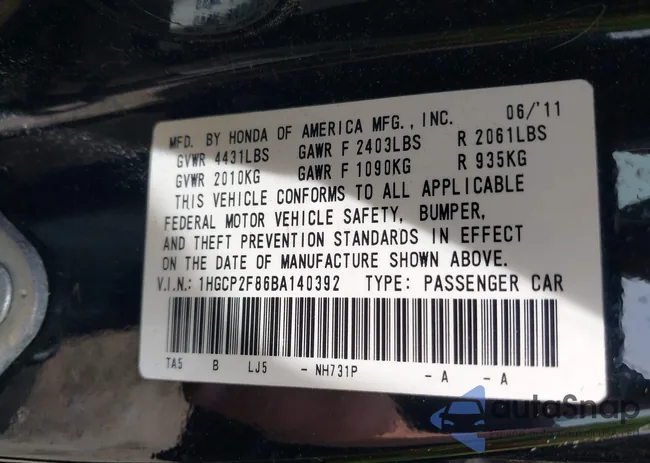 MFD. BY HONDA OF AMERICA MFG., INC. 06/'11
GVWR 4431LBS GAWR F 2403LBS R 2061LBS
GVWR 2010KG GAWR F 1090KG R 935KG
THIS VEHICLE CONFORMS TO ALL APPLICABLE
FEDERAL MOTOR VEHICLE SAFETY, BUMPER,
AND THEFT PREVENTION STANDARDS IN EFFECT
ON THE DATE OF MANUFACTURE SHOWN ABOVE.
V.I.N.: 1HGCP2F86BA140392 TYPE: PASSENGER CAR
TA5 B LJ5 - NH731P - A - A
autaSnap